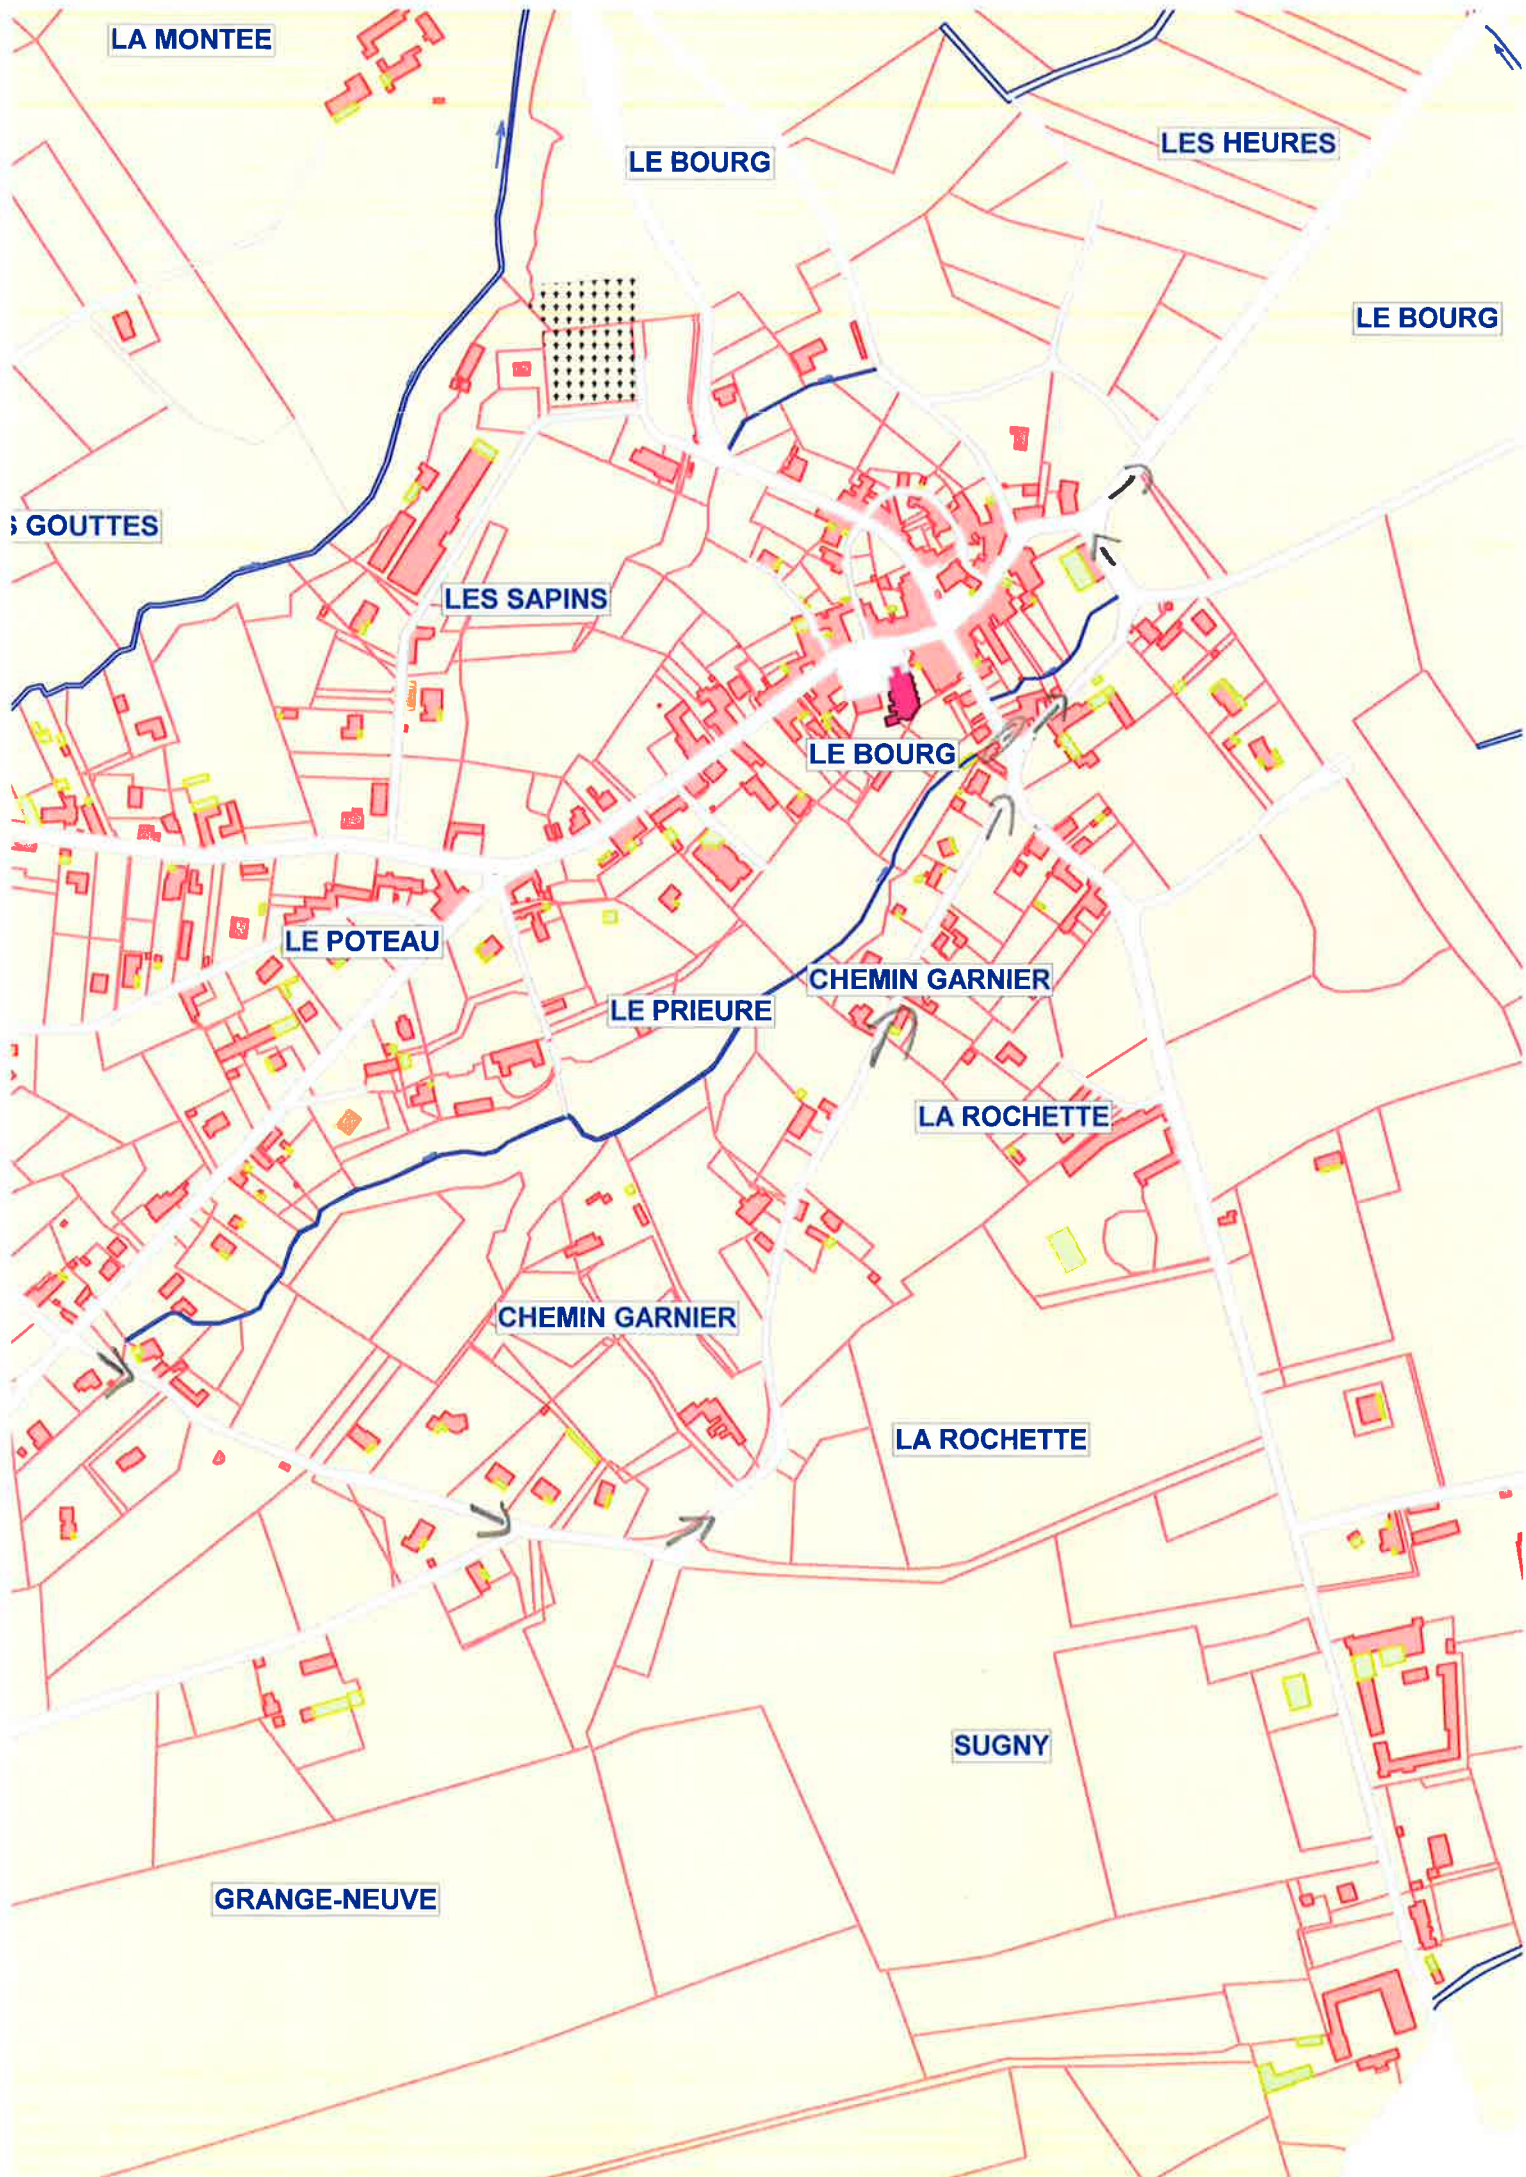 LA MONTEE
LE BOURG
LES HEURES
LE BOURG
S GOUTTES
LES SAPINS
LE BOURG
LE POTEAU
CHEMIN GARNIER
LE PRIEURE
LA ROCHETTE
CHEMIN GARNIER
LA ROCHETTE
SUGNY
GRANGE-NEUVE